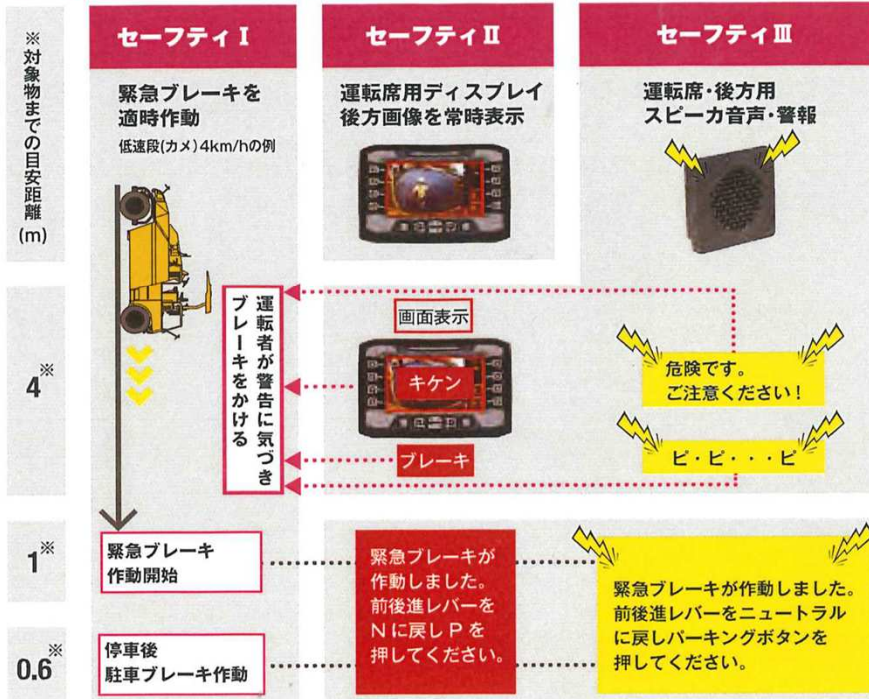 ※対象物までの目安距離(m)
セーフティⅠ
セーフティⅡ
セーフティⅢ
緊急ブレーキを
適時作動
低速段(カメ)4km/hの例
運転席用ディスプレイ
後方画像を常時表示
運転席・後方用
スピーカ音声・警報
4※
運転者が警告に気づき
ブレーキをかける
画面表示
キケン
ブレーキ
危険です。
ご注意ください!
ピ・ピ・・・ピ
1※
緊急ブレーキ
作動開始
緊急ブレーキが
作動しました。
前後進レバーを
Nに戻しPを
押してください。
緊急ブレーキが作動しました。
前後進レバーをニュートラル
に戻しパーキングボタンを
押してください。
0.6※
停車後
駐車ブレーキ作動